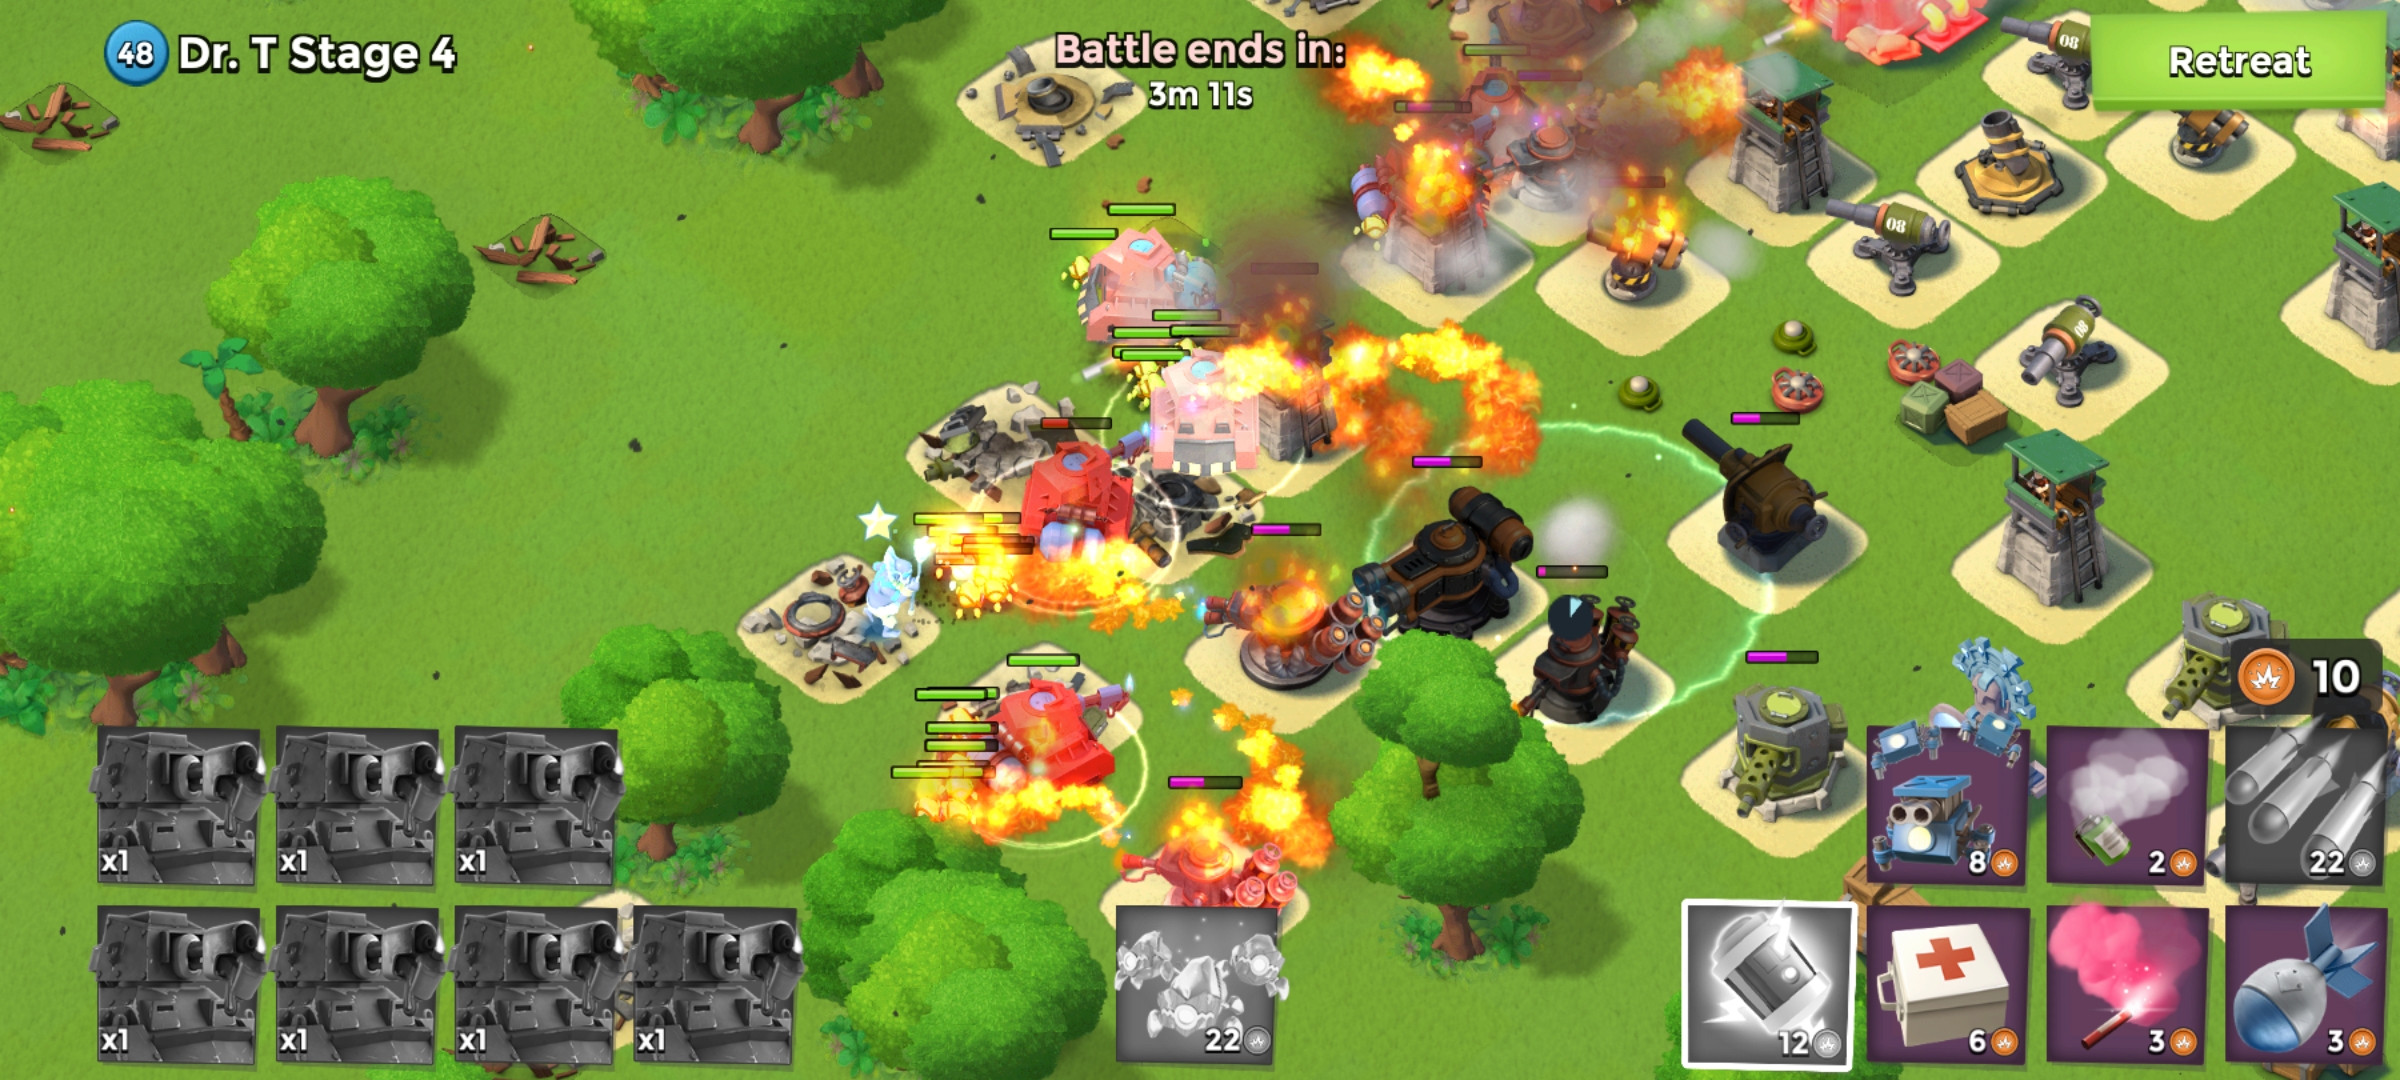 48 Dr. T Stage 4
Battle ends in:
3m 11s
Retreat
08
08
08
10
x1
x1
x1
8
2
22
x1
x1
x1
x1
22
12
6
3
3